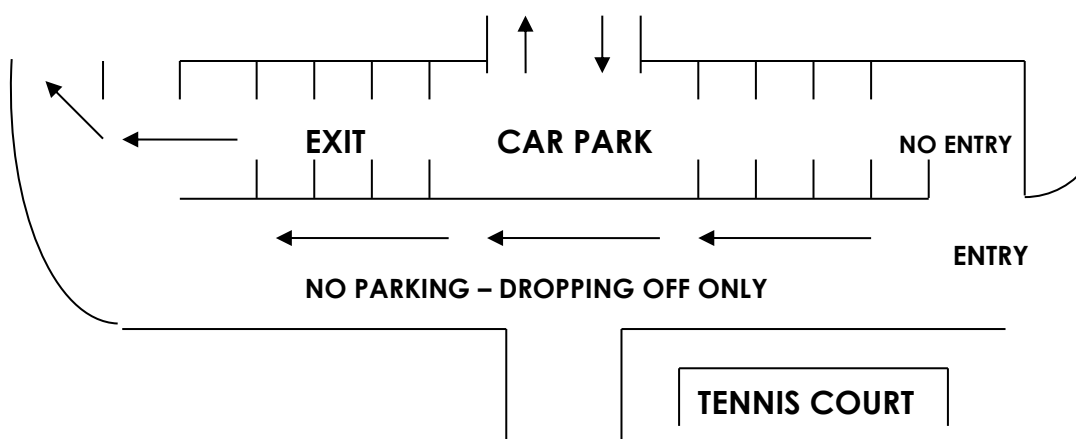 EXIT
CAR PARK
NO ENTRY
ENTRY
NO PARKING – DROPPING OFF ONLY
TENNIS COURT